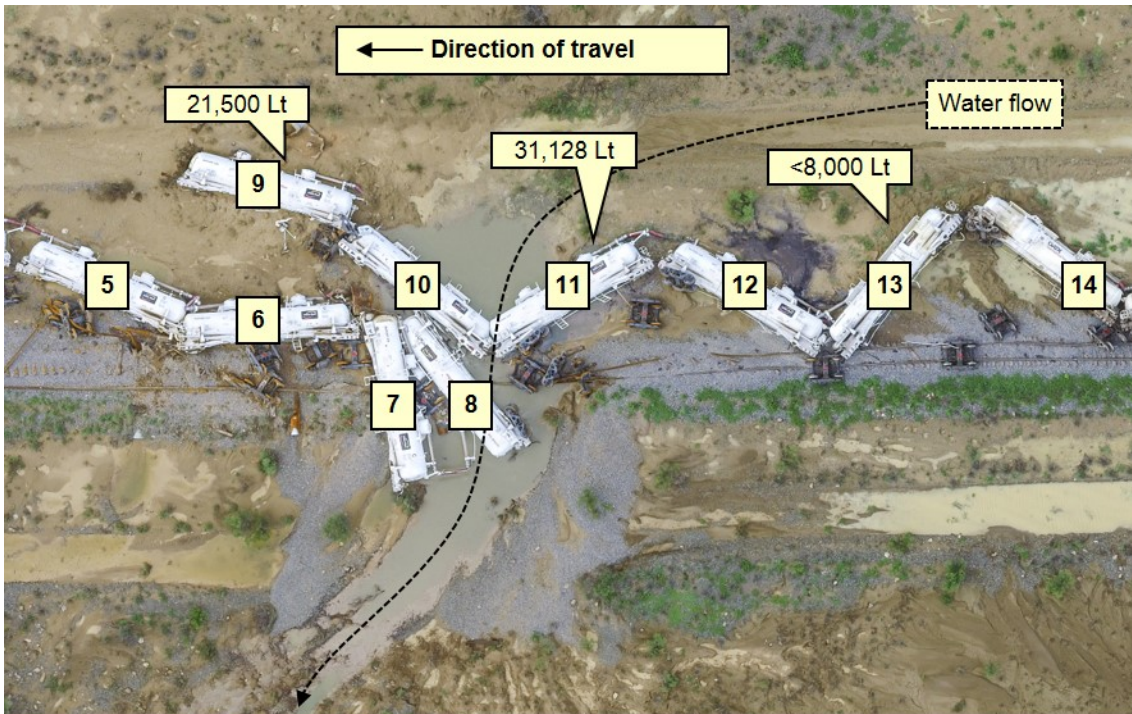 Direction of travel
Water flow
21,500 Lt
31,128 Lt
<8,000 Lt
9
5
6
10
11
12
13
14
7
8